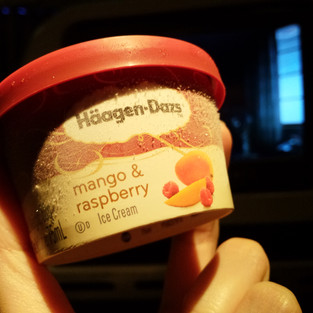 Häagen-Dazs
mango &
raspberry
Ice Cream